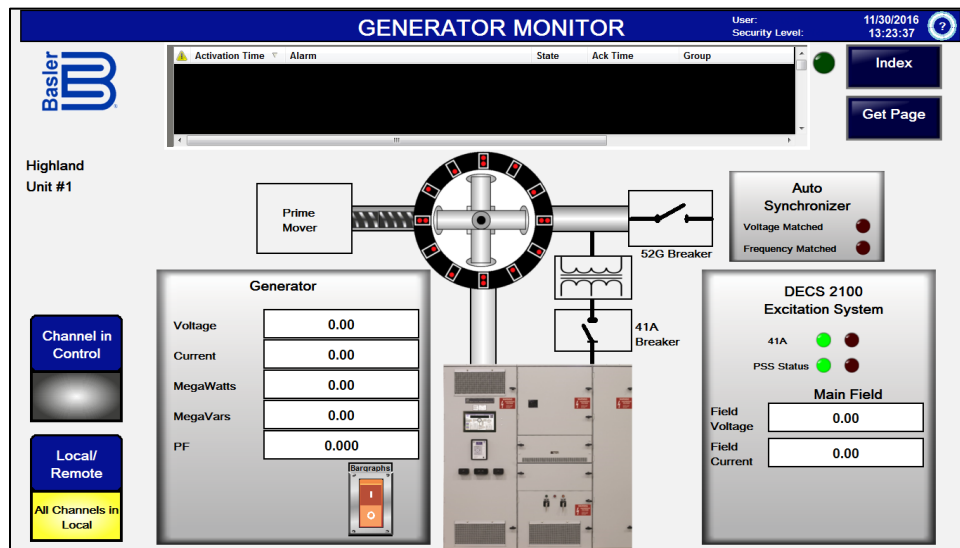 GENERATOR MONITOR
User:
Security Level:
11/30/2016
13:23:37
?
Basler
Activation Time Alarm State Ack Time Group
Index
Get Page
Highland
Unit #1
Prime
Mover
52G Breaker
Auto
Synchronizer
Voltage Matched
Frequency Matched
41A
Breaker
Generator
Voltage 0.00
Current 0.00
MegaWatts 0.00
MegaVars 0.00
PF 0.000
Bargraphs
I
O
Channel in
Control
Local/
Remote
All Channels in
Local
DECS 2100
Excitation System
41A
PSS Status
Main Field
Field
Voltage
0.00
Field
Current
0.00